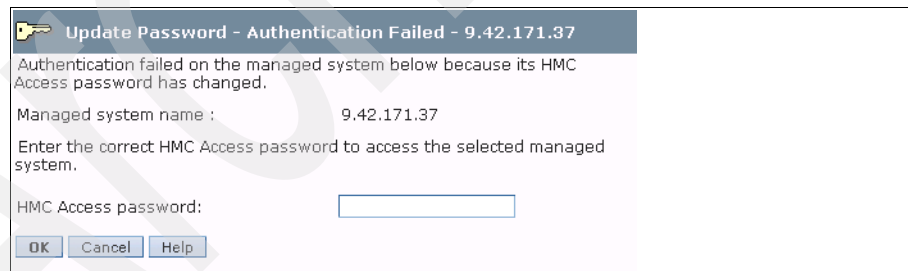 Update Password - Authentication Failed - 9.42.171.37
Authentication failed on the managed system below because its HMC
Access password has changed.
Managed system name : 9.42.171.37
Enter the correct HMC Access password to access the selected managed
system.
HMC Access password:
OK Cancel Help